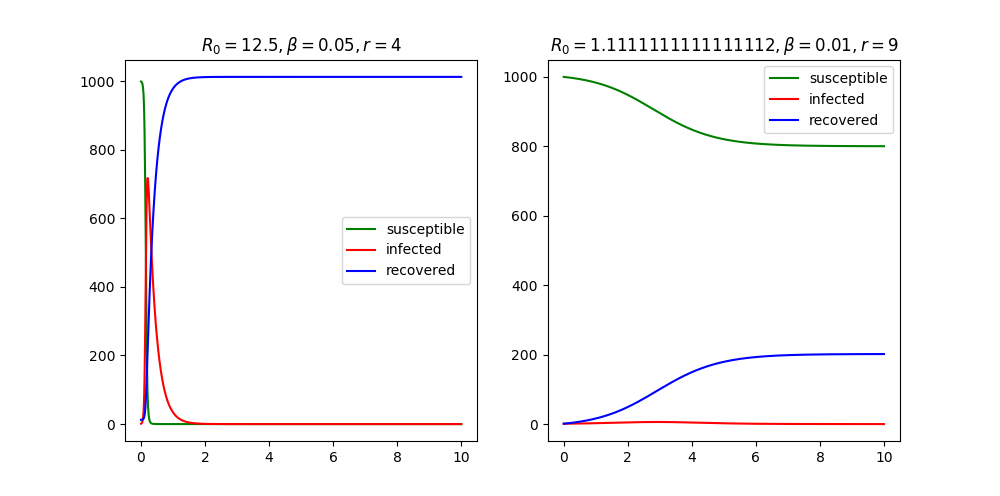 R₀ = 12.5, β = 0.05, r = 4
1000
800
600
400
200
0
0 2 4 6 8 10
susceptible
infected
recovered
R₀ = 1.1111111111111112, β = 0.01, r = 9
1000
800
600
400
200
0
0 2 4 6 8 10
susceptible
infected
recovered